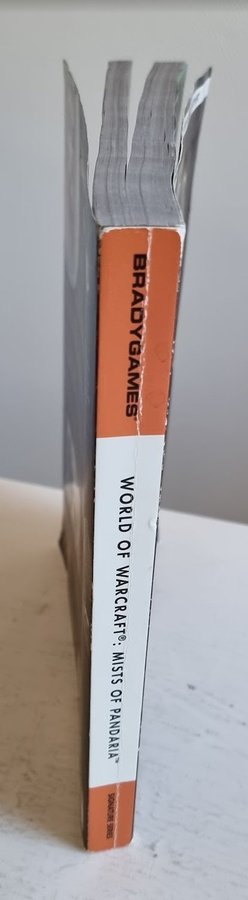 BRADYGAMES
WORLD OF WARCRAFT®: MISTS OF PANDARIA™
SIGNATURE SERIES